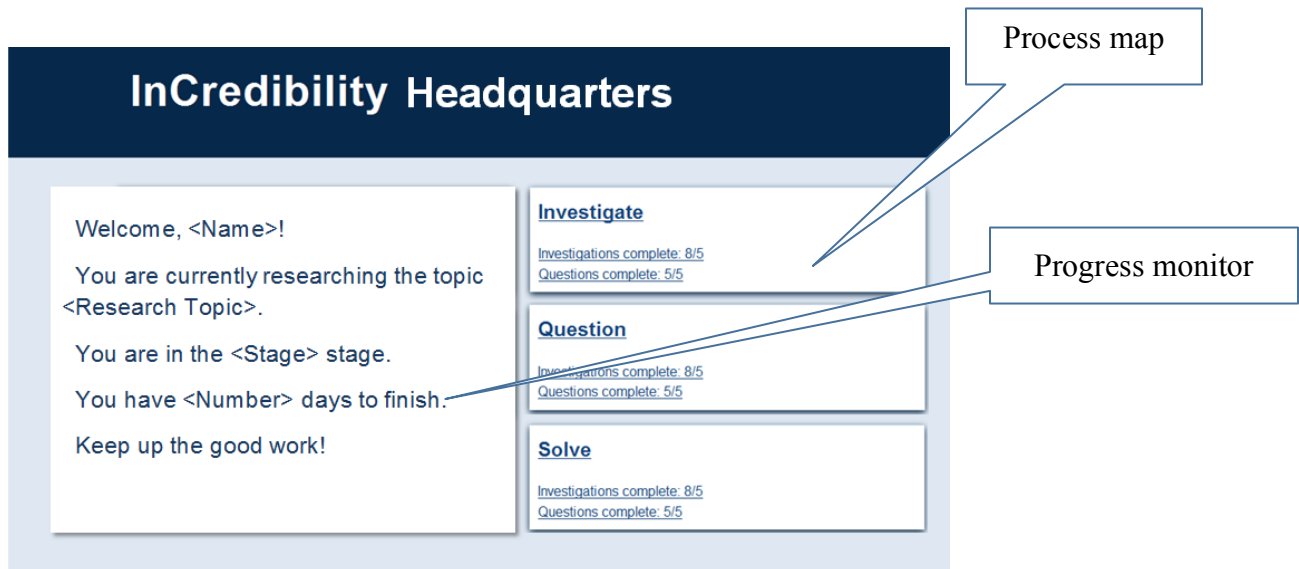 Process map
InCredibility Headquarters
Welcome, <Name>!
You are currently researching the topic
<Research Topic>.
You are in the <Stage> stage.
You have <Number> days to finish.
Keep up the good work!
Investigate
Investigations complete: 8/5
Questions complete: 5/5
Question
Investigations complete: 8/5
Questions complete: 5/5
Solve
Investigations complete: 8/5
Questions complete: 5/5
Progress monitor